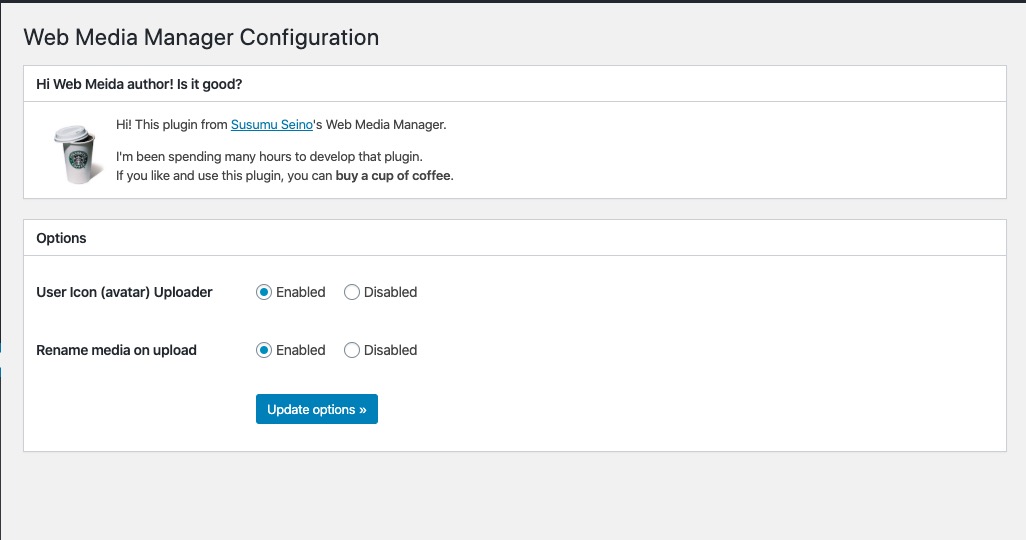 Web Media Manager Configuration
Hi Web Meida author! Is it good?
Hi! This plugin from Susumu Seino's Web Media Manager.
I'm been spending many hours to develop that plugin.
If you like and use this plugin, you can buy a cup of coffee.
Options
User Icon (avatar) Uploader Enabled Disabled
Rename media on upload Enabled Disabled
Update options »